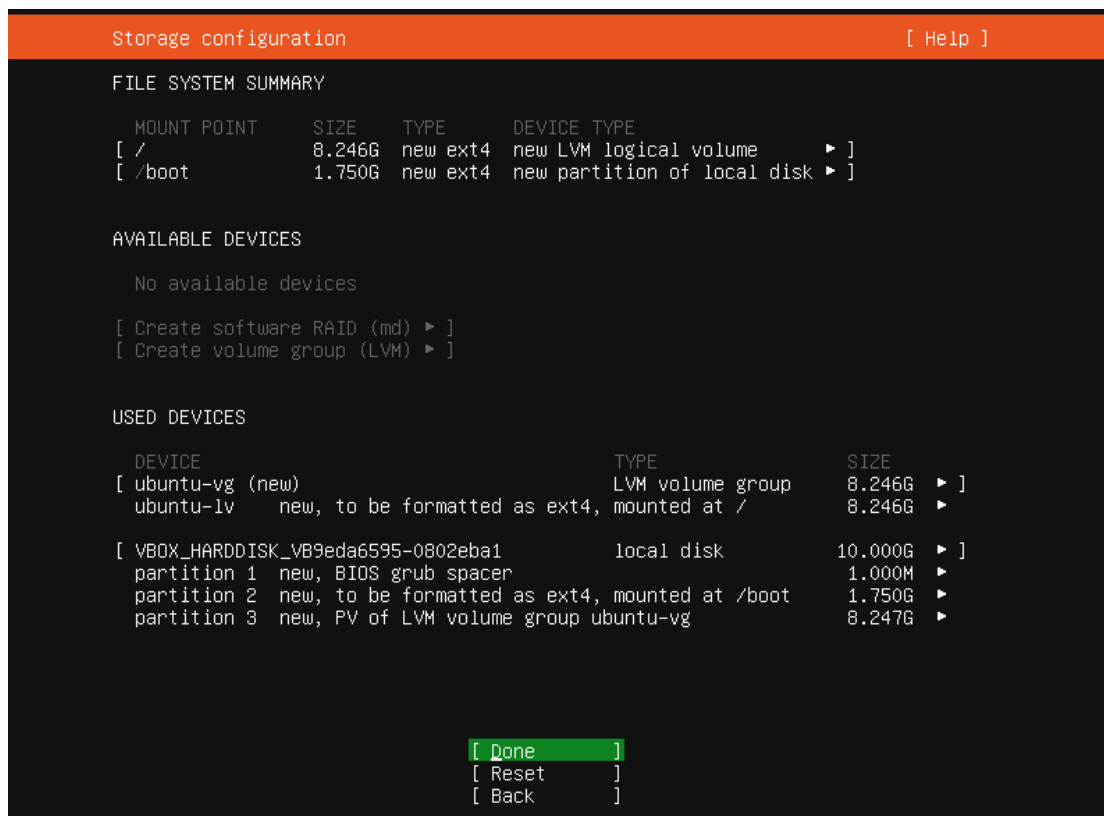 Storage configuration [ Help ]
FILE SYSTEM SUMMARY
MOUNT POINT SIZE TYPE DEVICE TYPE
[ / 8.246G new ext4 new LVM logical volume ▸ ]
[ /boot 1.750G new ext4 new partition of local disk ▸ ]
AVAILABLE DEVICES
No available devices
[ Create software RAID (md) ▸ ]
[ Create volume group (LVM) ▸ ]
USED DEVICES
DEVICE TYPE SIZE
[ ubuntu-vg (new) LVM volume group 8.246G ▸ ]
ubuntu-lv new, to be formatted as ext4, mounted at / 8.246G ▸
[ VBOX_HARDDISK_VB9eda6595-0802eba1 local disk 10.000G ▸ ]
partition 1 new, BIOS grub spacer 1.000M ▸
partition 2 new, to be formatted as ext4, mounted at /boot 1.750G ▸
partition 3 new, PV of LVM volume group ubuntu-vg 8.247G ▸
[ Done ]
[ Reset ]
[ Back ]